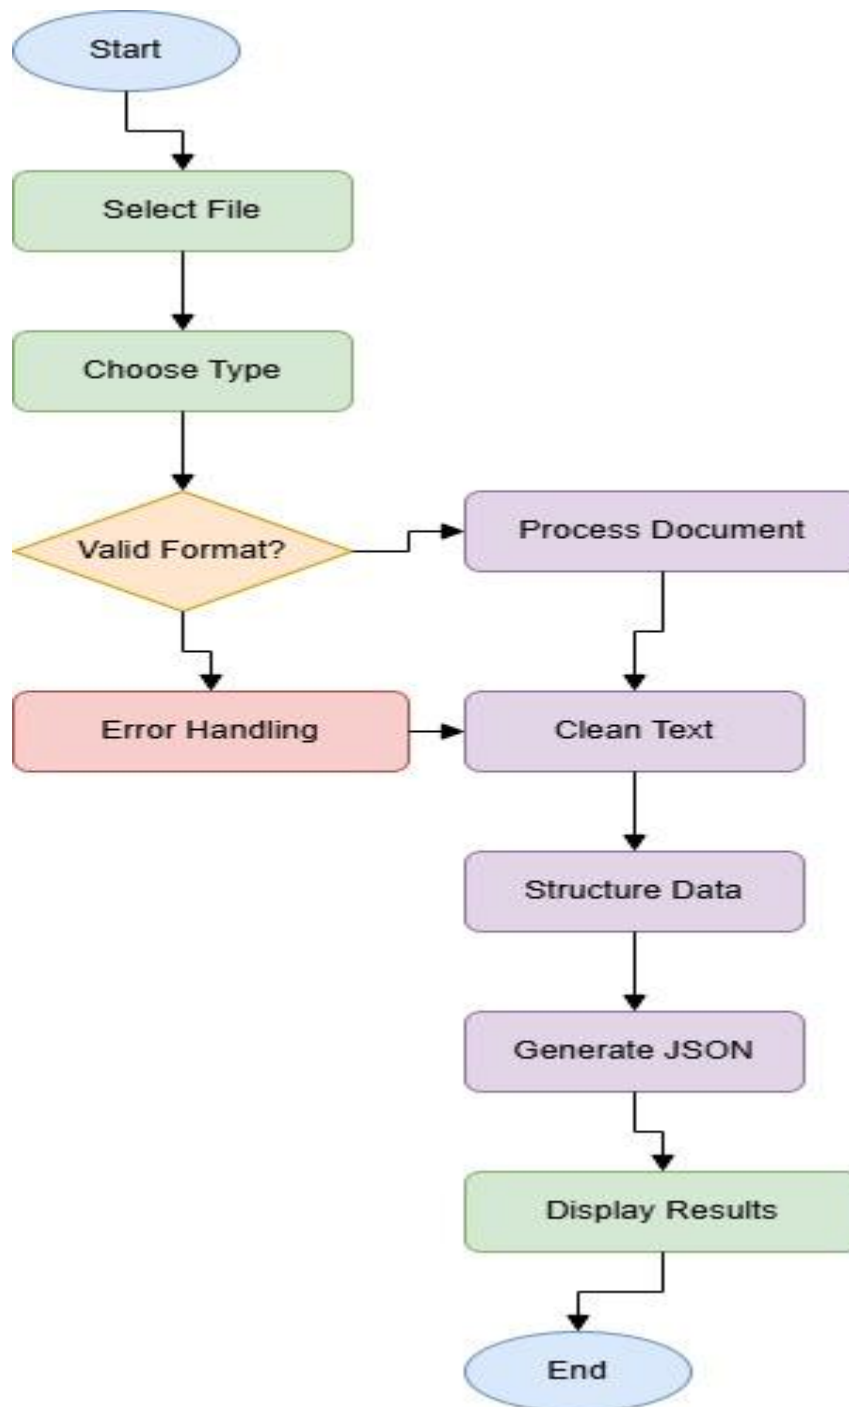 Start
Select File
Choose Type
Valid Format?
Process Document
Error Handling
Clean Text
Structure Data
Generate JSON
Display Results
End